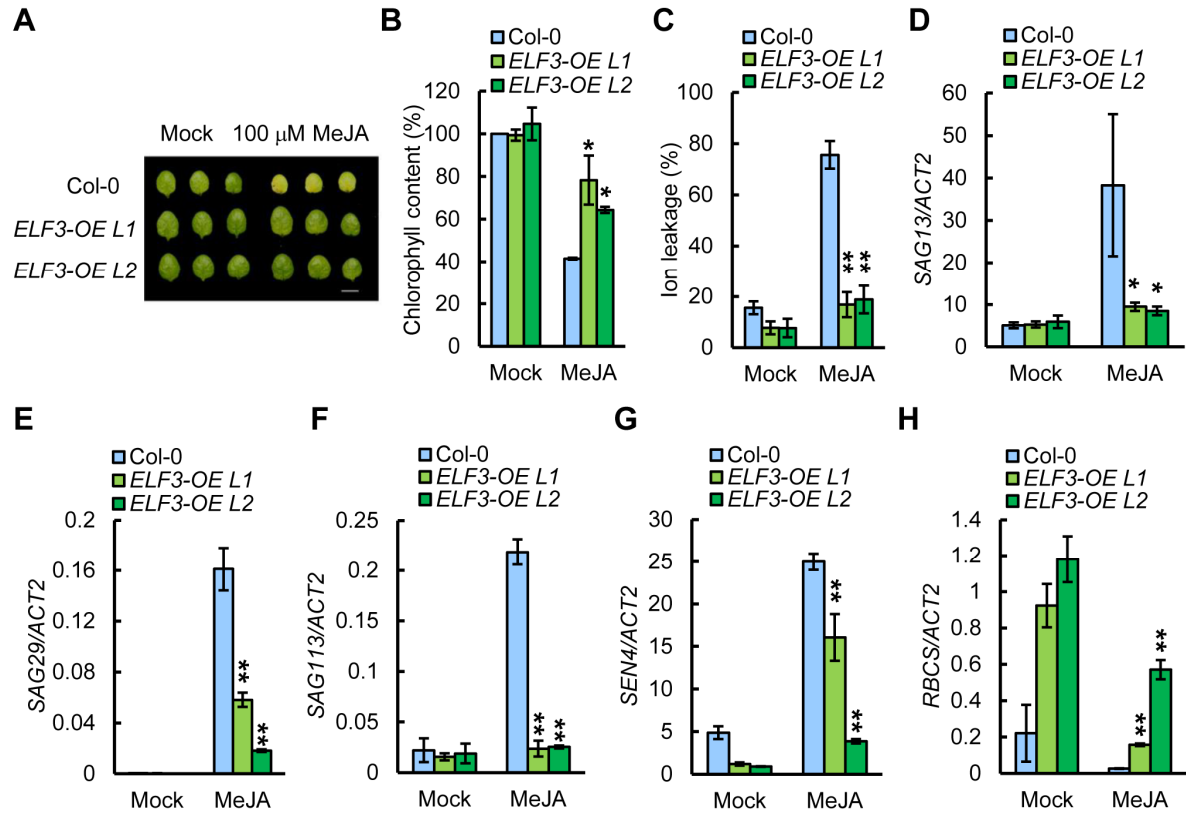 A
Mock 100 μM MeJA
Col-0
ELF3-OE L1
ELF3-OE L2
B
Col-0
ELF3-OE L1
ELF3-OE L2
Chlorophyll content (%)
120
100
80
60
40
20
0
* *
Mock MeJA
C
Col-0
ELF3-OE L1
ELF3-OE L2
Ion leakage (%)
100
80
60
40
20
0
** **
Mock MeJA
D
Col-0
ELF3-OE L1
ELF3-OE L2
SAG13/ACT2
60
50
40
30
20
10
0
* *
Mock MeJA
E
Col-0
ELF3-OE L1
ELF3-OE L2
SAG29/ACT2
0.2
0.16
0.12
0.08
0.04
0
** **
Mock MeJA
F
Col-0
ELF3-OE L1
ELF3-OE L2
SAG113/ACT2
0.25
0.2
0.15
0.1
0.05
0
** **
Mock MeJA
G
Col-0
ELF3-OE L1
ELF3-OE L2
SEN4/ACT2
30
25
20
15
10
5
0
** **
Mock MeJA
H
Col-0
ELF3-OE L1
ELF3-OE L2
RBCS/ACT2
1.4
1.2
1
0.8
0.6
0.4
0.2
0
** **
Mock MeJA